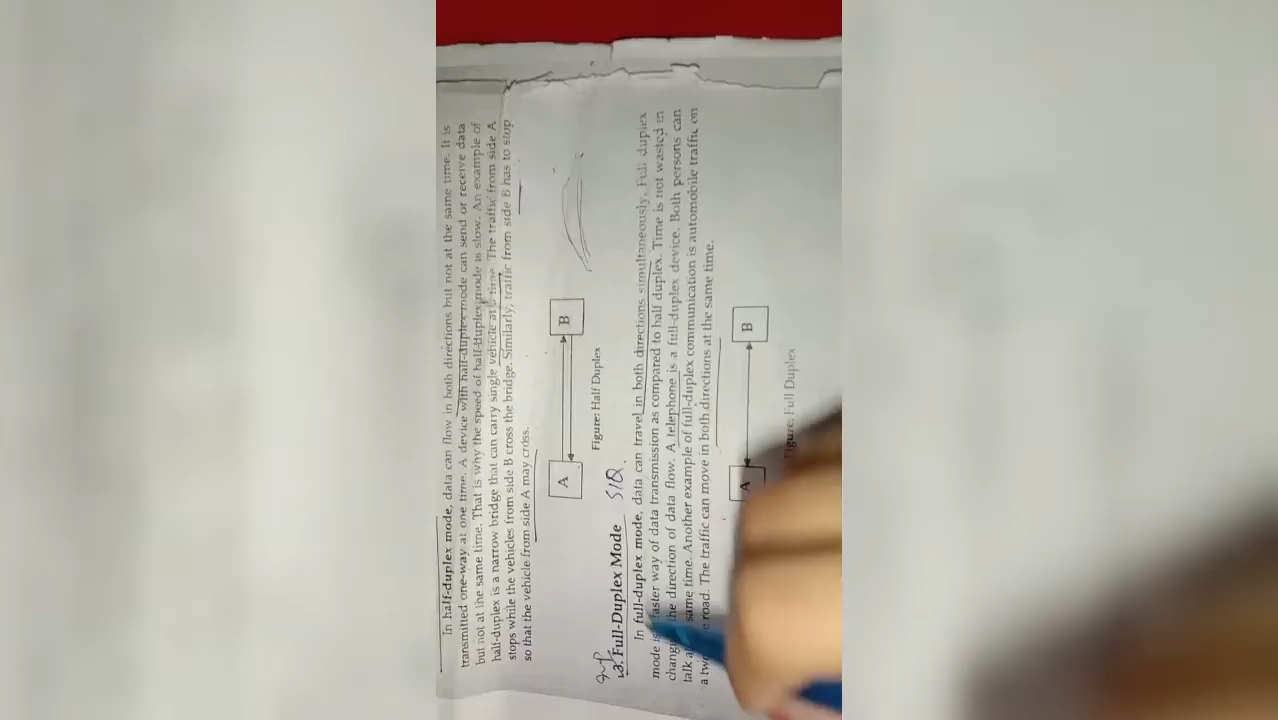 In half-duplex mode, data can flow in both directions but not at the same time. It is
transmitted one-way at one time. A device with half-duplex mode can send or receive data
but not at the same time. That is why the speed of half-duplex mode is slow. An example of
half-duplex is a narrow bridge that can carry single vehicle at a time. The traffic from side A
stops while the vehicles from side B cross the bridge. Similarly, traffic from side B has to stop
so that the vehicle from side A may cross.
A B
Figure: Half Duplex
3. Full-Duplex Mode S/Q.
In full-duplex mode, data can travel in both directions simultaneously. Full duplex
mode is faster way of data transmission as compared to half duplex. Time is not wasted in
the direction of data flow. A telephone is a full-duplex device. Both persons can
talk same time. Another example of full-duplex communication is automobile traffic on
a road. The traffic can move in both directions at the same time.
A B
Figure: Full Duplex